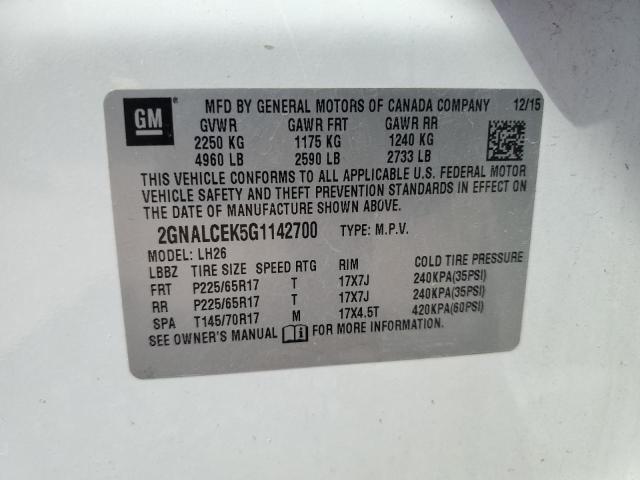 GM MFD BY GENERAL MOTORS OF CANADA COMPANY 12/15
GVWR GAWR FRT GAWR RR
2250 KG 1175 KG 1240 KG
4960 LB 2590 LB 2733 LB
THIS VEHICLE CONFORMS TO ALL APPLICABLE U.S. FEDERAL MOTOR
VEHICLE SAFETY AND THEFT PREVENTION STANDARDS IN EFFECT ON
THE DATE OF MANUFACTURE SHOWN ABOVE.
2GNALCEK5G1142700 TYPE: M.P.V.
MODEL: LH26
LBBZ TIRE SIZE SPEED RTG RIM COLD TIRE PRESSURE
FRT P225/65R17 T 17X7J 240KPA(35PSI)
RR P225/65R17 T 17X7J 240KPA(35PSI)
SPA T145/70R17 M 17X4.5T 420KPA(60PSI)
SEE OWNER'S MANUAL FOR MORE INFORMATION